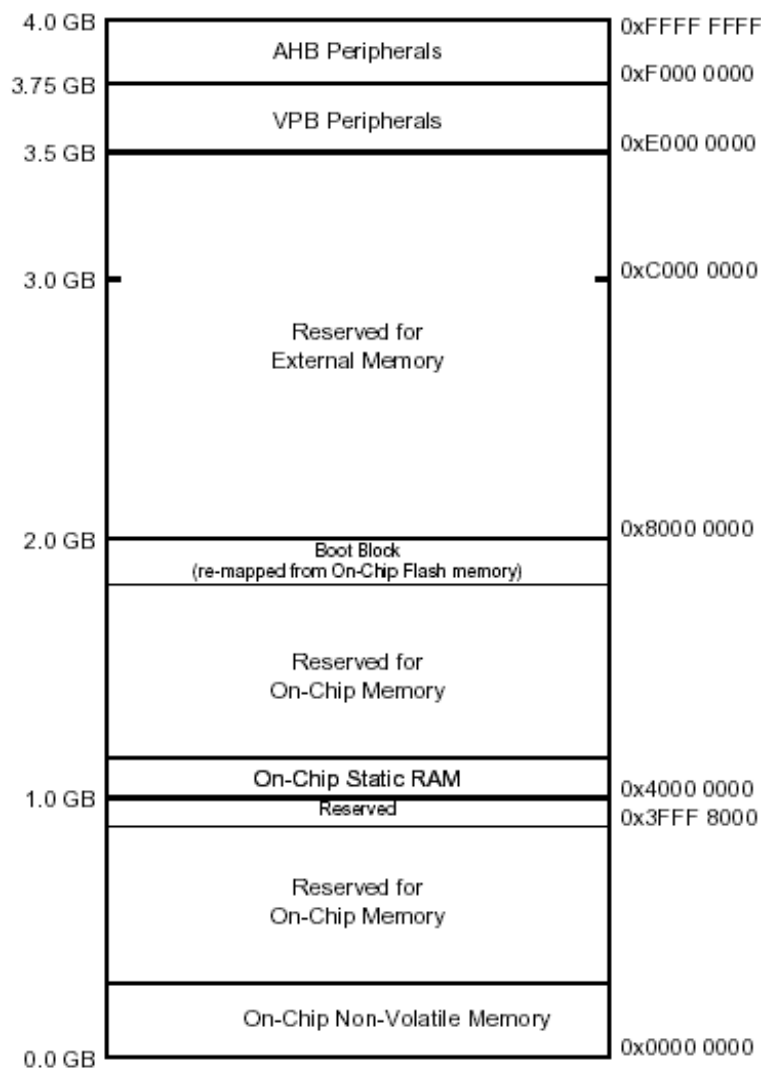 4.0 GB
0xFFFF FFFF
AHB Peripherals
3.75 GB
0xF000 0000
VPB Peripherals
3.5 GB
0xE000 0000
3.0 GB
0xC000 0000
Reserved for
External Memory
2.0 GB
0x8000 0000
Boot Block
(re-mapped from On-Chip Flash memory)
Reserved for
On-Chip Memory
On-Chip Static RAM
1.0 GB
0x4000 0000
Reserved
0x3FFF 8000
Reserved for
On-Chip Memory
On-Chip Non-Volatile Memory
0.0 GB
0x0000 0000